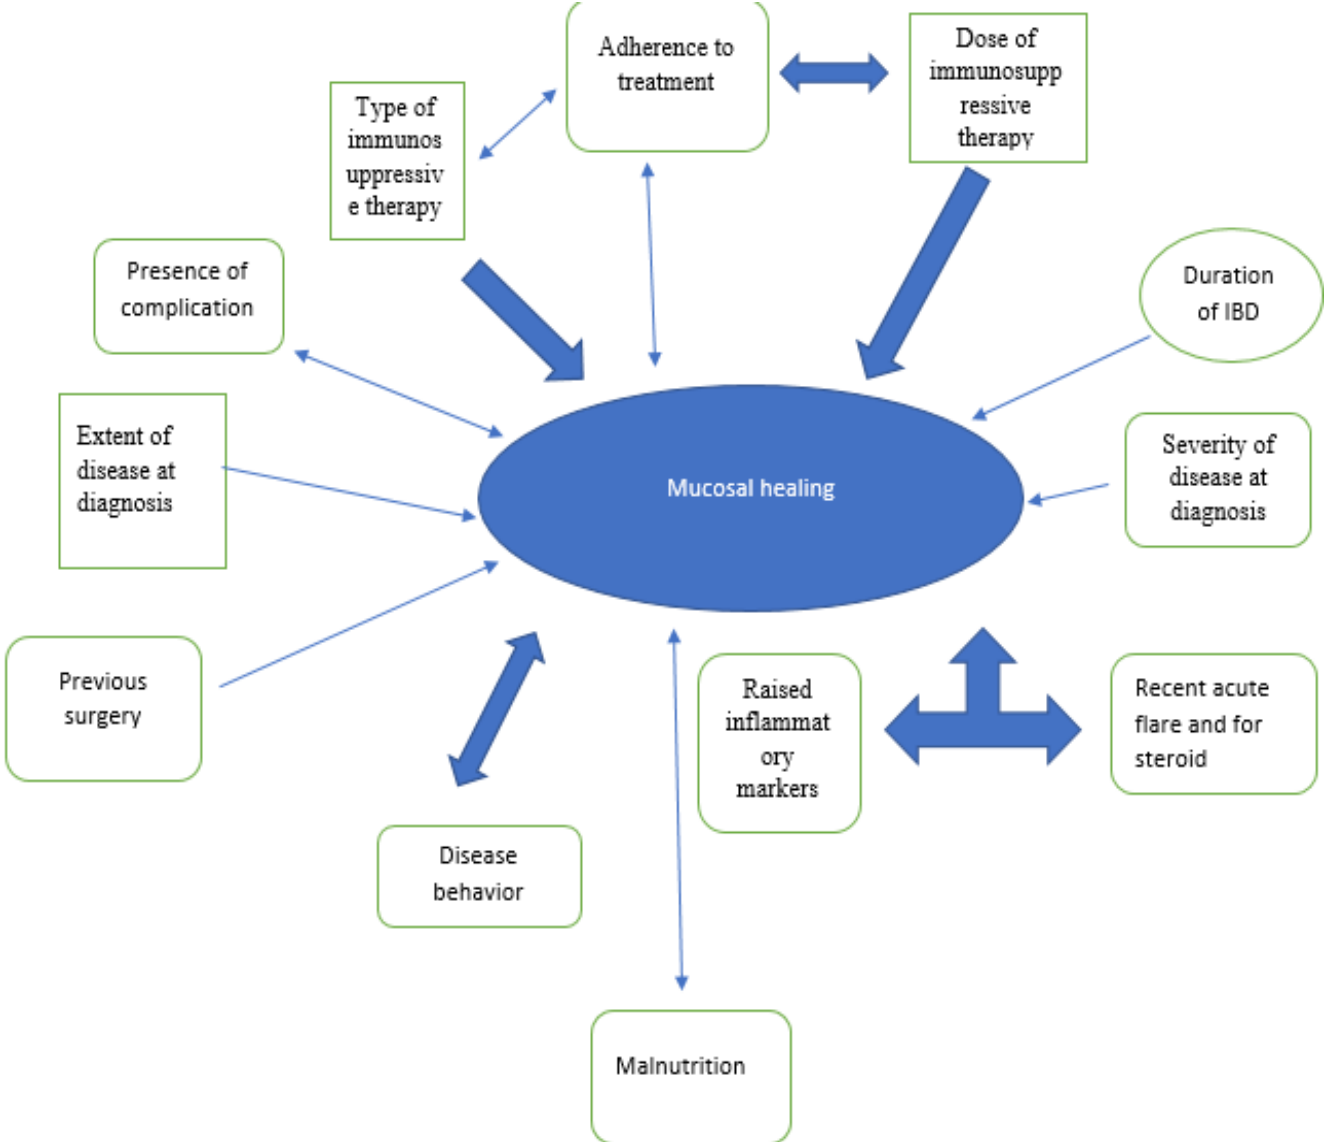 Adherence to
treatment
Dose of
immunosupp
ressive
therapy
Type of
immunos
uppressiv
e therapy
Presence of
complication
Duration
of IBD
Extent of
disease at
diagnosis
Severity of
disease at
diagnosis
Mucosal healing
Previous
surgery
Raised
inflammat
ory
markers
Recent acute
flare and for
steroid
Disease
behavior
Malnutrition